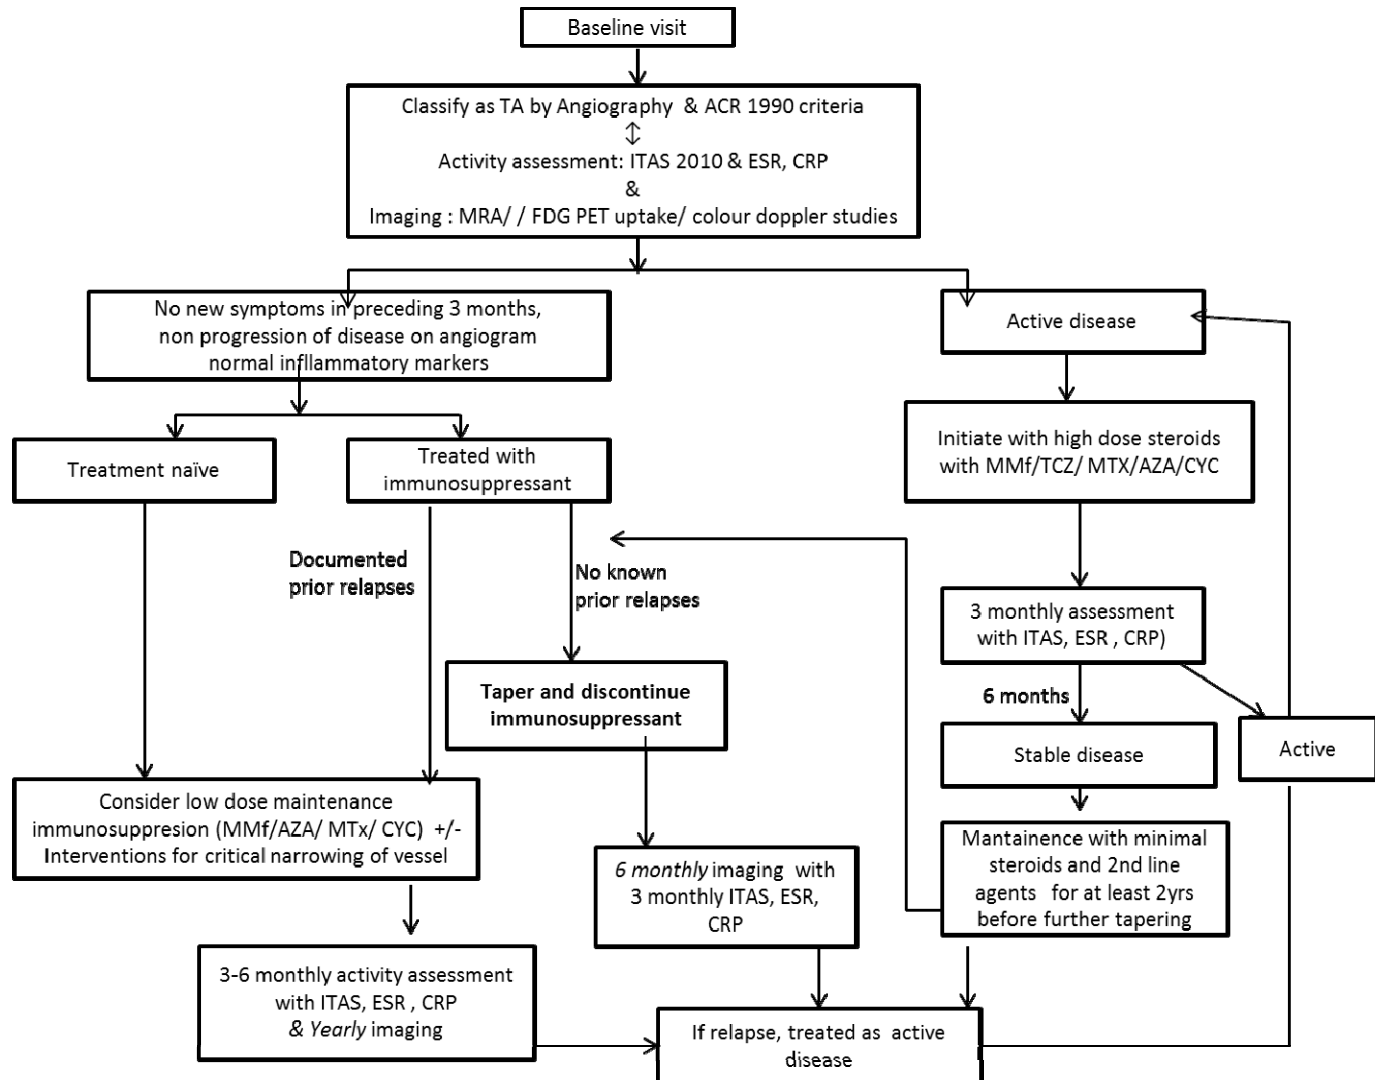 Baseline visit
Classify as TA by Angiography & ACR 1990 criteria
↕
Activity assessment: ITAS 2010 & ESR, CRP
&
Imaging : MRA/ / FDG PET uptake/ colour doppler studies
No new symptoms in preceding 3 months,
non progression of disease on angiogram
normal infllammatory markers
Active disease
Treatment naïve
Treated with
immunosuppressant
Initiate with high dose steroids
with MMf/TCZ/ MTX/AZA/CYC
Documented
prior relapses
No known
prior relapses
3 monthly assessment
with ITAS, ESR , CRP)
Taper and discontinue
immunosuppressant
6 months
Stable disease
Active
Consider low dose maintenance
immunosuppresion (MMf/AZA/ MTx/ CYC) +/-
Interventions for critical narrowing of vessel
6 monthly imaging with
3 monthly ITAS, ESR,
CRP
Mantainence with minimal
steroids and 2nd line
agents for at least 2yrs
before further tapering
3-6 monthly activity assessment
with ITAS, ESR , CRP
& Yearly imaging
If relapse, treated as active
disease